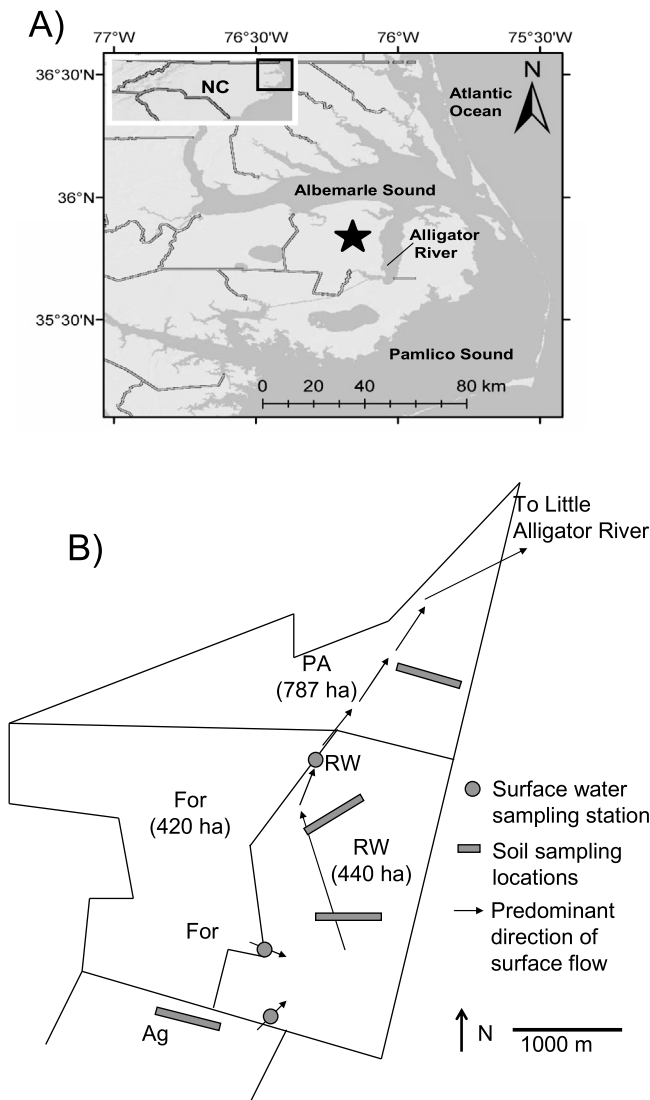 A)
77°W 76°30'W 76°W 75°30'W
36°30'N
36°N
35°30'N
NC
N
Atlantic
Ocean
Albemarle Sound
Alligator
River
Pamlico Sound
0 20 40 80 km
B)
To Little
Alligator River
PA
(787 ha)
RW
For
(420 ha)
RW
(440 ha)
For
Ag
Surface water
sampling station
Soil sampling
locations
Predominant
direction of
surface flow
N
1000 m